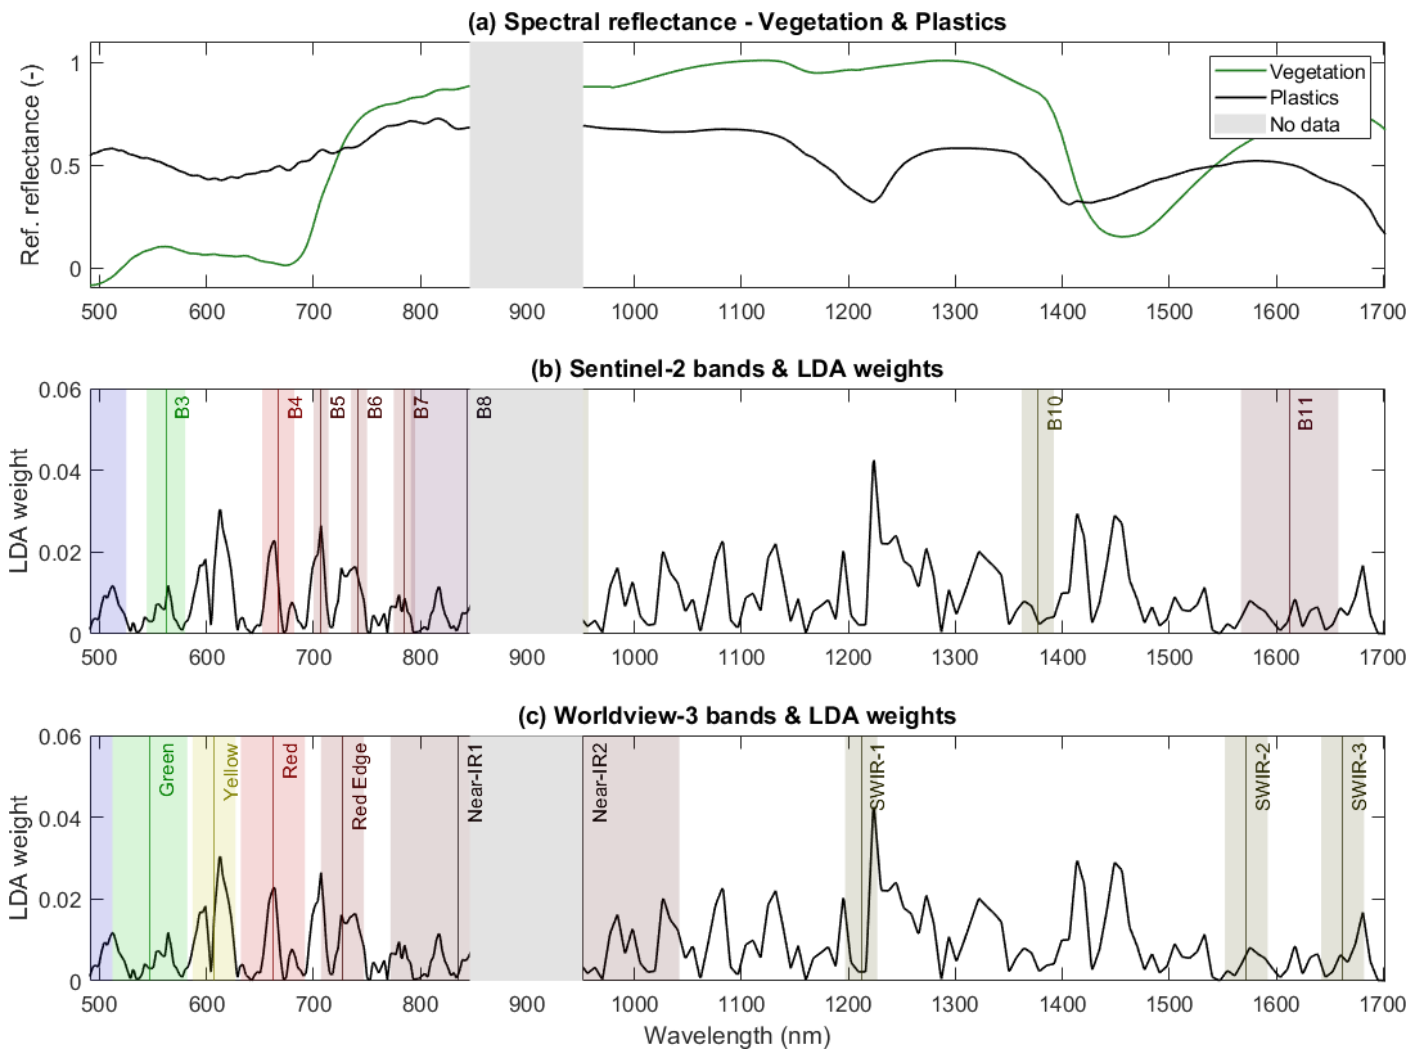 (a) Spectral reflectance - Vegetation & Plastics
Ref. reflectance (-)
1
0.5
0
Vegetation
Plastics
No data
500 600 700 800 900 1000 1100 1200 1300 1400 1500 1600 1700
(b) Sentinel-2 bands & LDA weights
LDA weight
0.06
0.04
0.02
0
B3 B4 B5 B6 B7 B8 B10 B11
500 600 700 800 900 1000 1100 1200 1300 1400 1500 1600 1700
(c) Worldview-3 bands & LDA weights
LDA weight
0.06
0.04
0.02
0
Green Yellow Red Red Edge Near-IR1 Near-IR2 SWIR-1 SWIR-2 SWIR-3
500 600 700 800 900 1000 1100 1200 1300 1400 1500 1600 1700
Wavelength (nm)